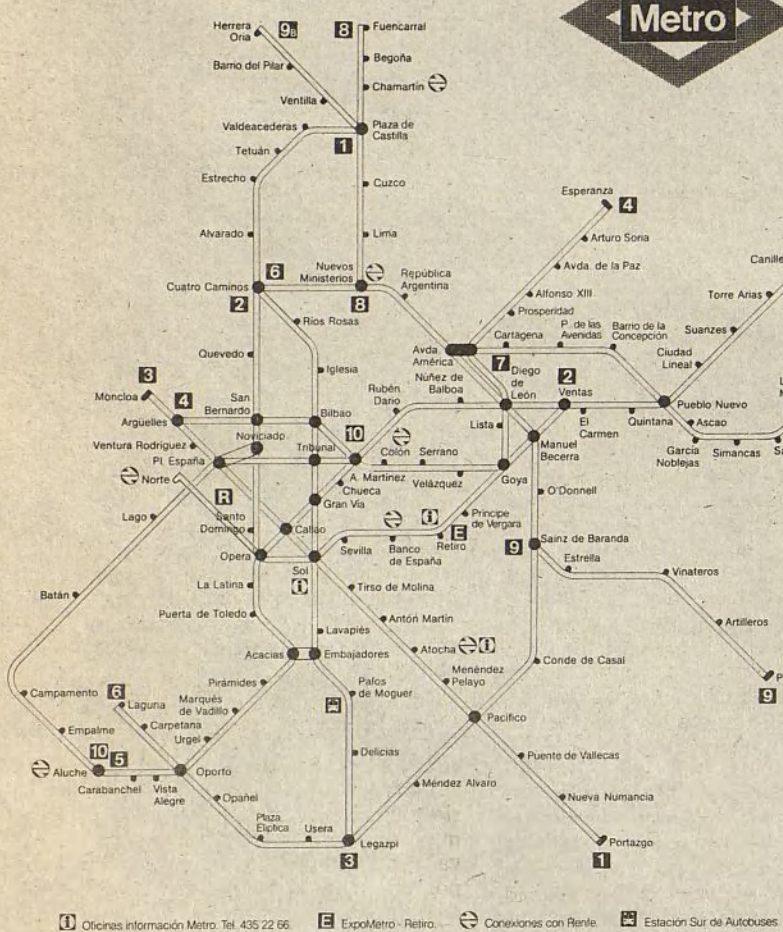 Metro
Herrera
Oria
9B
8
Fuencarral
Begoña
Barrio del Pilar
Chamartín
Ventilla
Valdeacederas
Plaza de
Castilla
1
Tetuán
Estrecho
Cuzco
Esperanza
4
Alvarado
Lima
Arturo Soria
Avda. de la Paz
6
Nuevos
Ministerios
República
Argentina
Torre Arias
Cuatro Caminos
2
8
Alfonso XIII
Prosperidad
Cartagena
P. de las
Avenidas
Barrio de la
Concepción
Suanzes
Ríos Rosas
Avda.
América
Ciudad
Lineal
Quevedo
7
Diego
de
León
2
Ventas
Iglesia
Núñez de
Balboa
3
Moncloa
4
Argüelles
San
Bernardo
Bilbao
Rubén
Dario
Pueblo Nuevo
El
Carmen
Quintana
Ascao
Lista
Noviciado
10
Ventura Rodríguez
Tribunal
Colón
Serrano
Manuel
Becerra
García
Noblejas
Simancas
Pl. España
A. Martínez
Chueca
Velázquez
Goya
Norte
R
Gran Vía
O'Donnell
Lago
Santo
Domingo
Callao
Príncipe
de Vergara
E
Opera
Sol
Sevilla
Banco
de España
Retiro
9
Sainz de Baranda
Estrella
Vinateros
La Latina
Tirso de Molina
Batán
Puerta de Toledo
Antón Martín
Artilleros
Lavapiés
Atocha
Acacias
Embajadores
Menéndez
Pelayo
Conde de Casal
Campamento
6
Laguna
Pirámides
Palos
de Moguer
9
Marqués
de Vadillo
Carpetana
Urgel
Pacífico
Empalme
10
5
Aluche
Oporto
Delicias
Puente de Vallecas
Carabanchel
Vista
Alegre
Opañel
Méndez Alvaro
Nueva Numancia
Plaza
Elíptica
Usera
Legazpi
3
Portazgo
1
Oficinas información Metro. Tel. 435 22 66. E ExpoMetro - Retiro. Conexiones con Renfe. Estación Sur de Autobuses